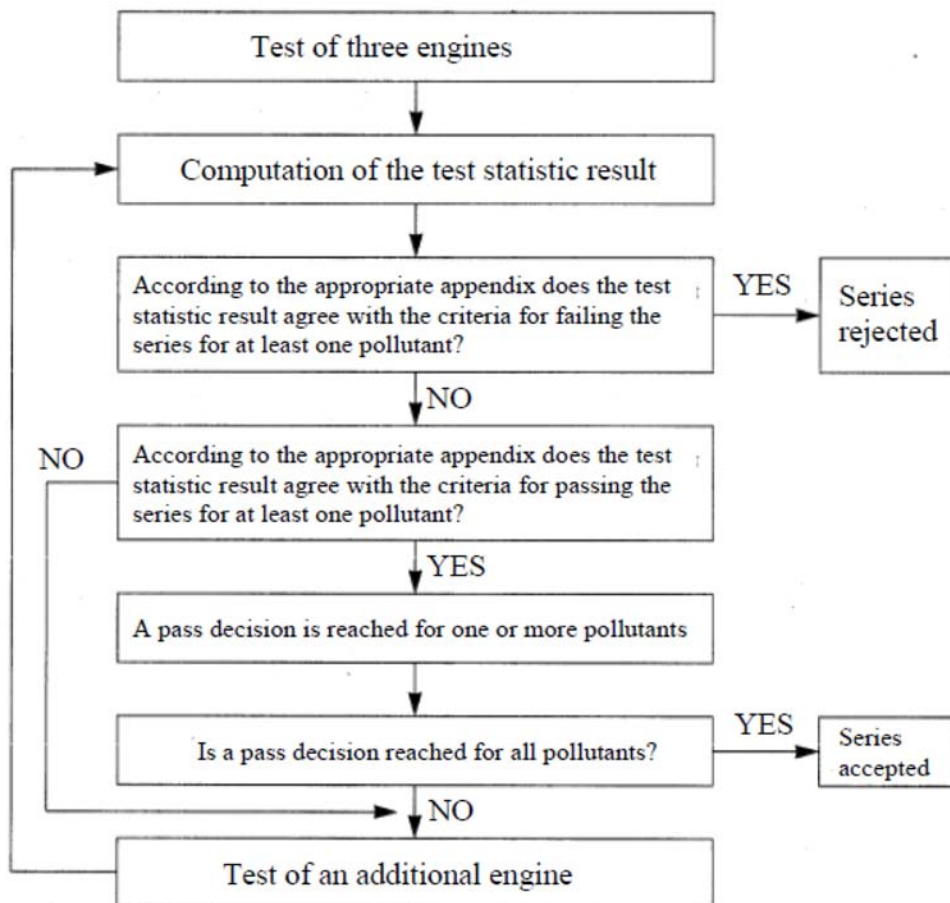 Test of three engines
Computation of the test statistic result
According to the appropriate appendix does the test
statistic result agree with the criteria for failing the
series for at least one pollutant?
YES
Series
rejected
NO
According to the appropriate appendix does the test
statistic result agree with the criteria for passing the
series for at least one pollutant?
NO
YES
A pass decision is reached for one or more pollutants
Is a pass decision reached for all pollutants?
YES
Series
accepted
NO
Test of an additional engine